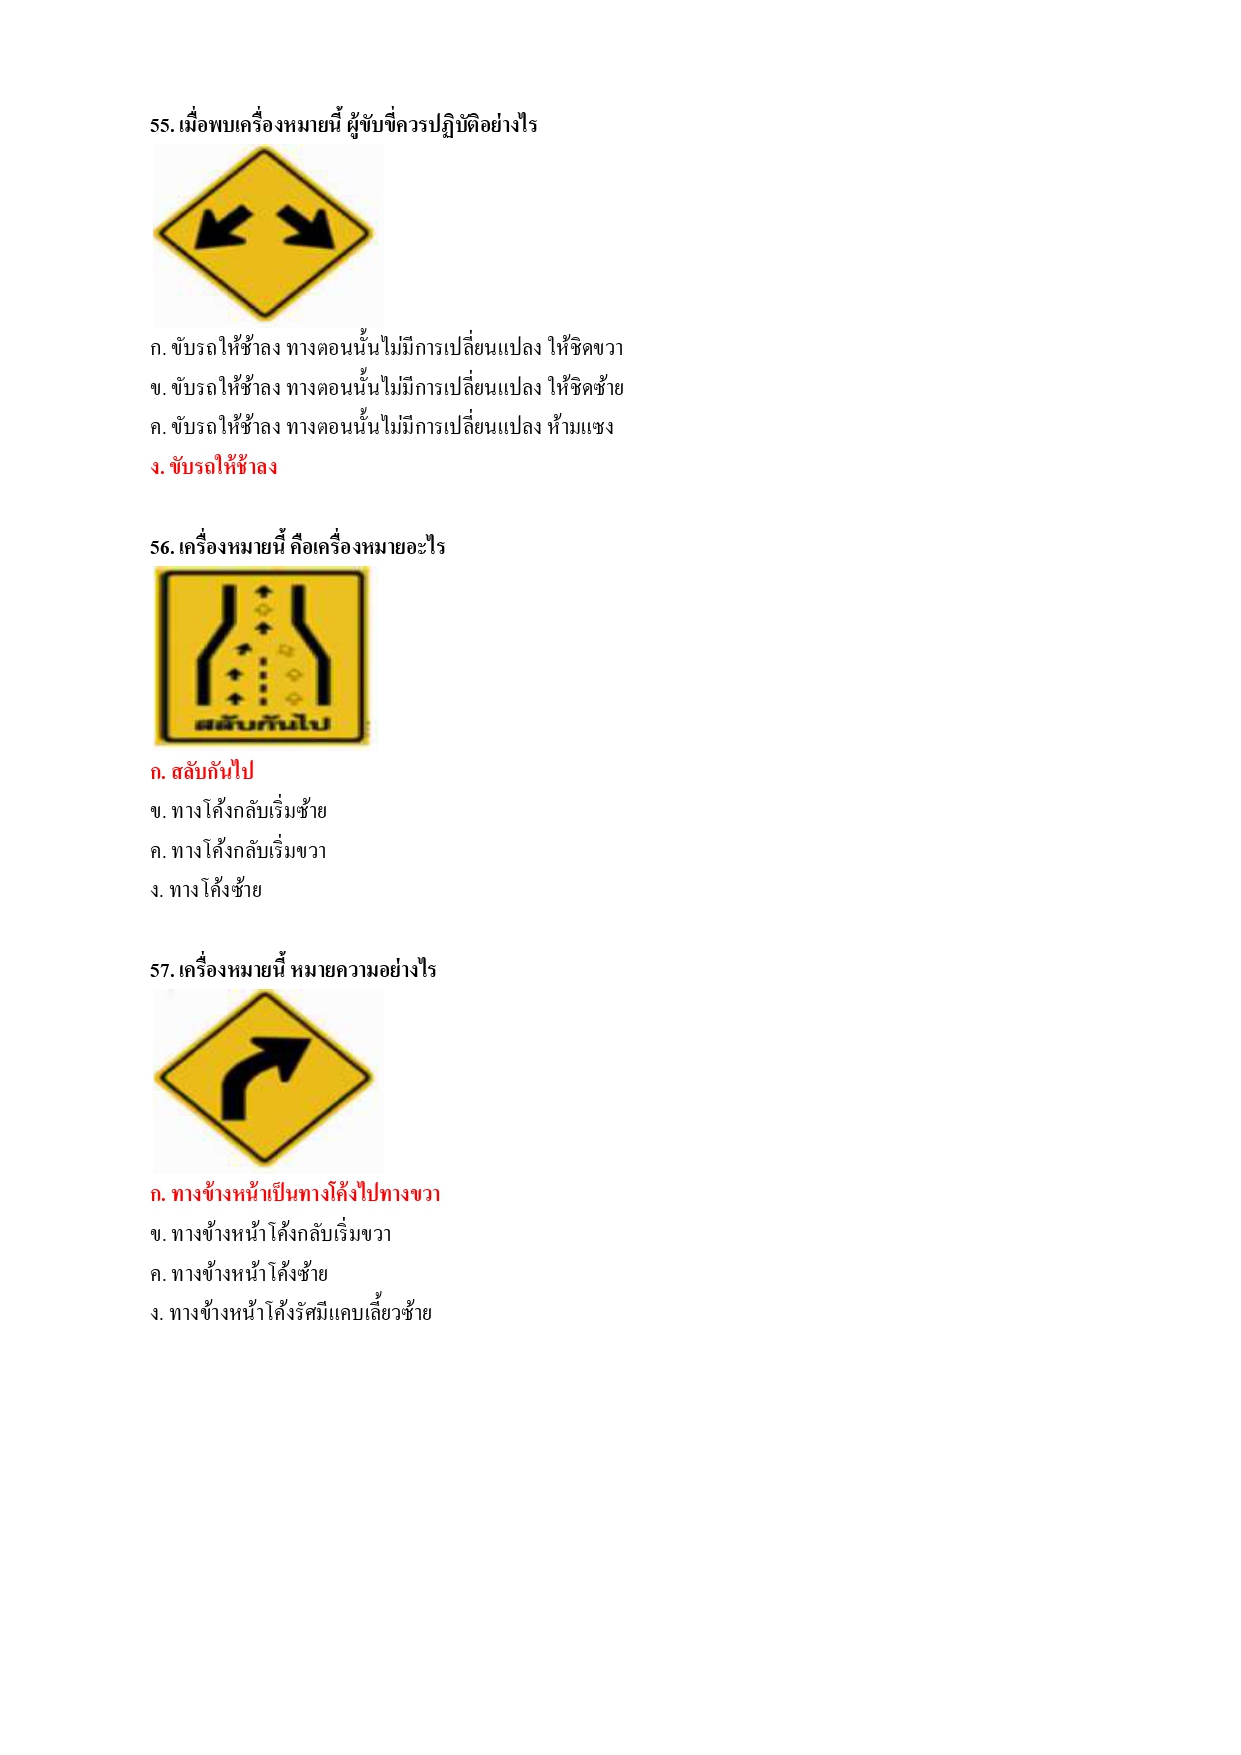 55. เมื่อพบเครื่องหมายนี้ ผู้ขับขี่ควรปฏิบัติอย่างไร
ก. ขับรถให้ช้าลง ทางตอนนั้นไม่มีการเปลี่ยนแปลง ให้ชิดขวา
ข. ขับรถให้ช้าลง ทางตอนนั้นไม่มีการเปลี่ยนแปลง ให้ชิดซ้าย
ค. ขับรถให้ช้าลง ทางตอนนั้นไม่มีการเปลี่ยนแปลง ห้ามแซง
ง. ขับรถให้ช้าลง
56. เครื่องหมายนี้ คือเครื่องหมายอะไร
สลับกันไป
ก. สลับกันไป
ข. ทางโค้งกลับเริ่มซ้าย
ค. ทางโค้งกลับเริ่มขวา
ง. ทางโค้งซ้าย
57. เครื่องหมายนี้ หมายความอย่างไร
ก. ทางข้างหน้าเป็นทางโค้งไปทางขวา
ข. ทางข้างหน้าโค้งกลับเริ่มขวา
ค. ทางข้างหน้าโค้งซ้าย
ง. ทางข้างหน้าโค้งรัศมีแคบเลี้ยวซ้าย